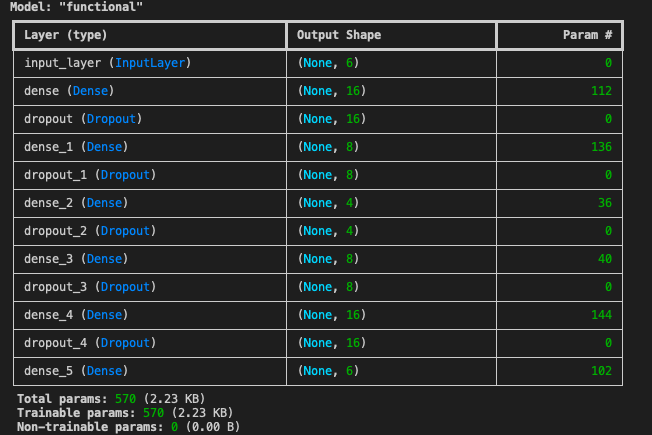 Model: "functional"
Layer (type) Output Shape Param #
input_layer (InputLayer) (None, 6) 0
dense (Dense) (None, 16) 112
dropout (Dropout) (None, 16) 0
dense_1 (Dense) (None, 8) 136
dropout_1 (Dropout) (None, 8) 0
dense_2 (Dense) (None, 4) 36
dropout_2 (Dropout) (None, 4) 0
dense_3 (Dense) (None, 8) 40
dropout_3 (Dropout) (None, 8) 0
dense_4 (Dense) (None, 16) 144
dropout_4 (Dropout) (None, 16) 0
dense_5 (Dense) (None, 6) 102
Total params: 570 (2.23 KB)
Trainable params: 570 (2.23 KB)
Non-trainable params: 0 (0.00 B)